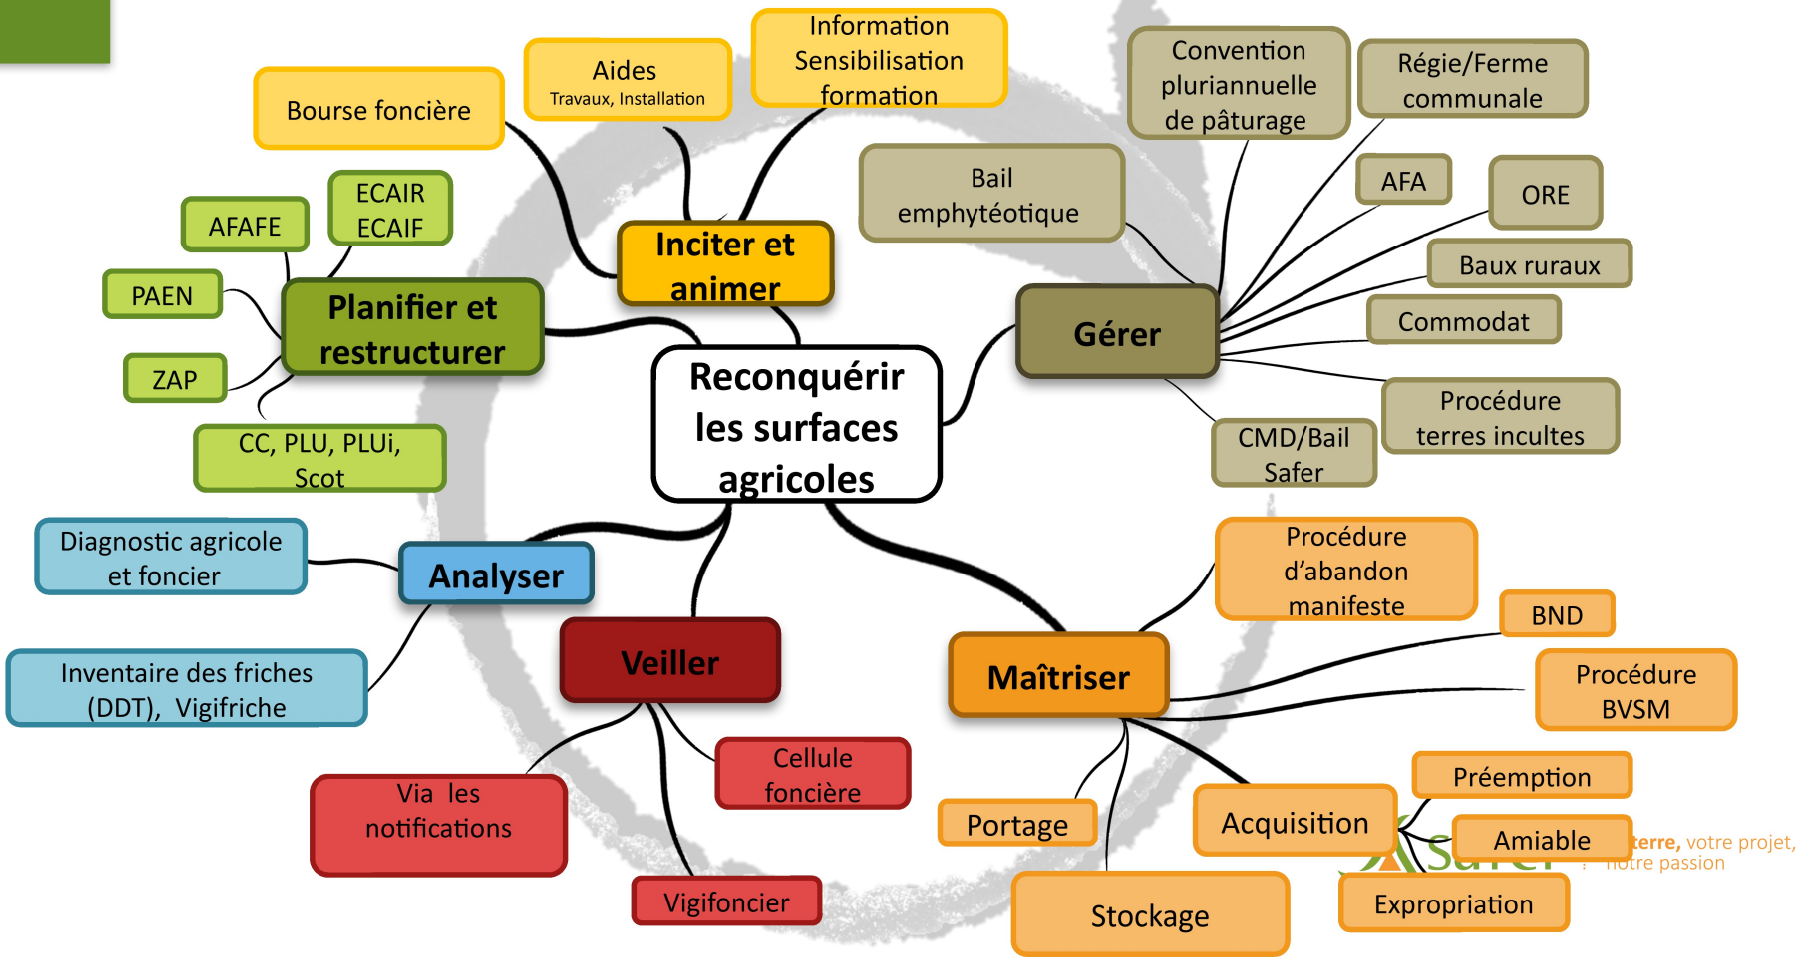 Information
Sensibilisation
formation
Aides
Travaux, Installation
Bourse foncière
Inciter et
animer
ECAIR
ECAIF
AFAFE
PAEN
ZAP
CC, PLU, PLUi,
Scot
Planifier et
restructurer
Convention
pluriannuelle
de pâturage
Régie/Ferme
communale
Bail
emphytéotique
AFA
ORE
Baux ruraux
Commodat
Procédure
terres incultes
CMD/Bail
Safer
Gérer
Reconquérir
les surfaces
agricoles
Diagnostic agricole
et foncier
Analyser
Inventaire des friches
(DDT),  Vigifriche
Veiller
Cellule
foncière
Via  les
notifications
Vigifoncier
Maîtriser
Procédure
d'abandon
manifeste
BND
Procédure
BVSM
Portage
Stockage
Acquisition
Préemption
Amiable
Expropriation
terre, votre projet,
notre passion